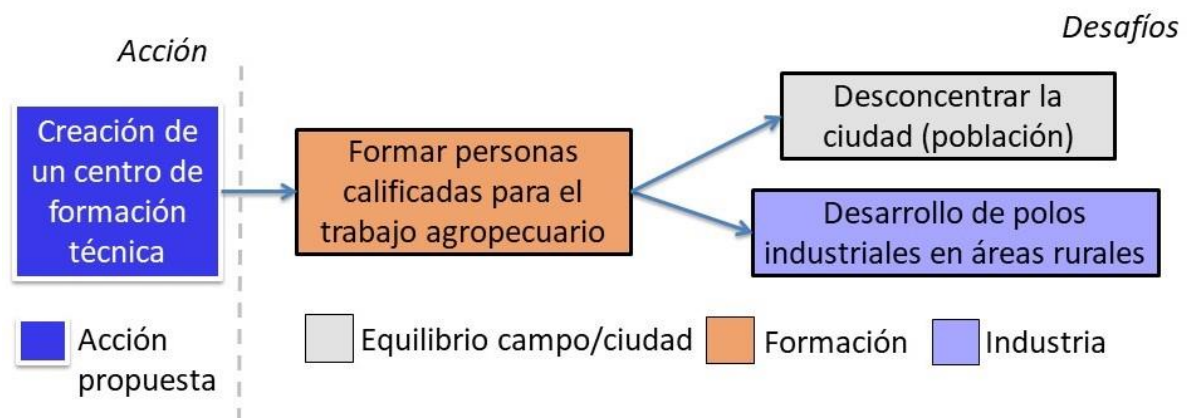 Acción
Desafíos
Creación de
un centro de
formación
técnica
Formar personas
calificadas para el
trabajo agropecuario
Desconcentrar la
ciudad (población)
Desarrollo de polos
industriales en áreas rurales
Acción
propuesta
Equilibrio campo/ciudad
Formación
Industria